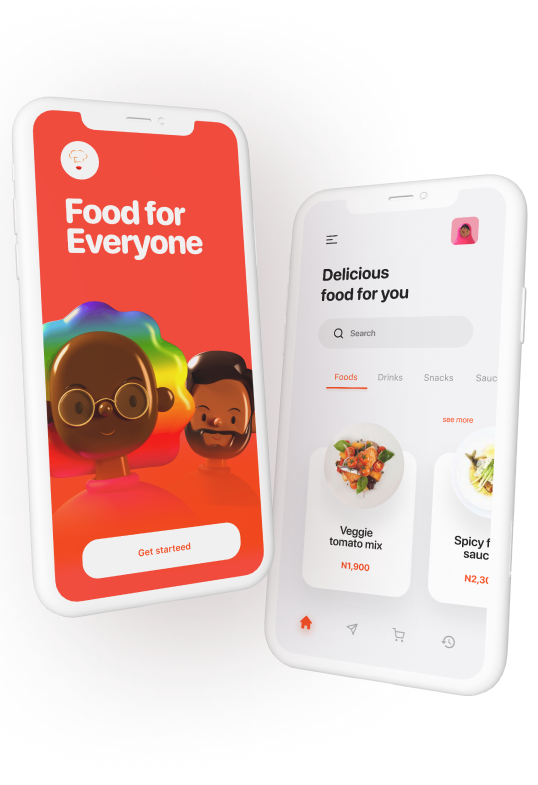 Food for
Everyone
Get starteed
Delicious
food for you
Search
Foods Drinks Snacks Sauc
see more
Veggie
tomato mix
N1,900
Spicy f
sauc
N2,30